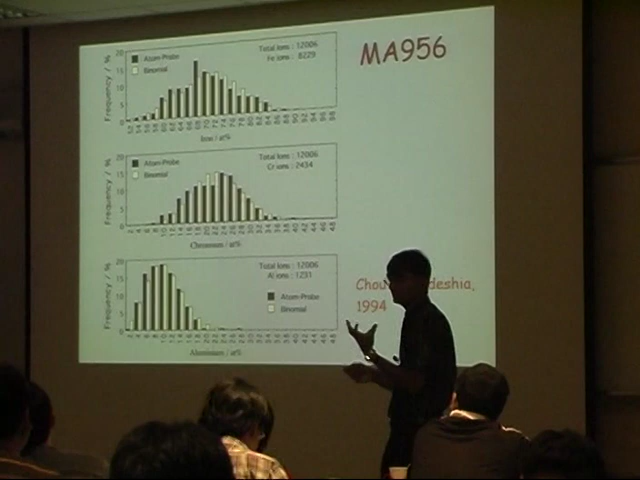 MA956
Frequency / %
Atom-Probe
Binomial
Total ions : 12006
Fe ions : 8229
Iron / at%
Frequency / %
Atom-Probe
Binomial
Total ions : 12006
Cr ions : 2434
Chromium / at%
Frequency / %
Total ions : 12006
Al ions : 1231
Atom-Probe
Binomial
Aluminium / at%
Chou
deshia,
1994